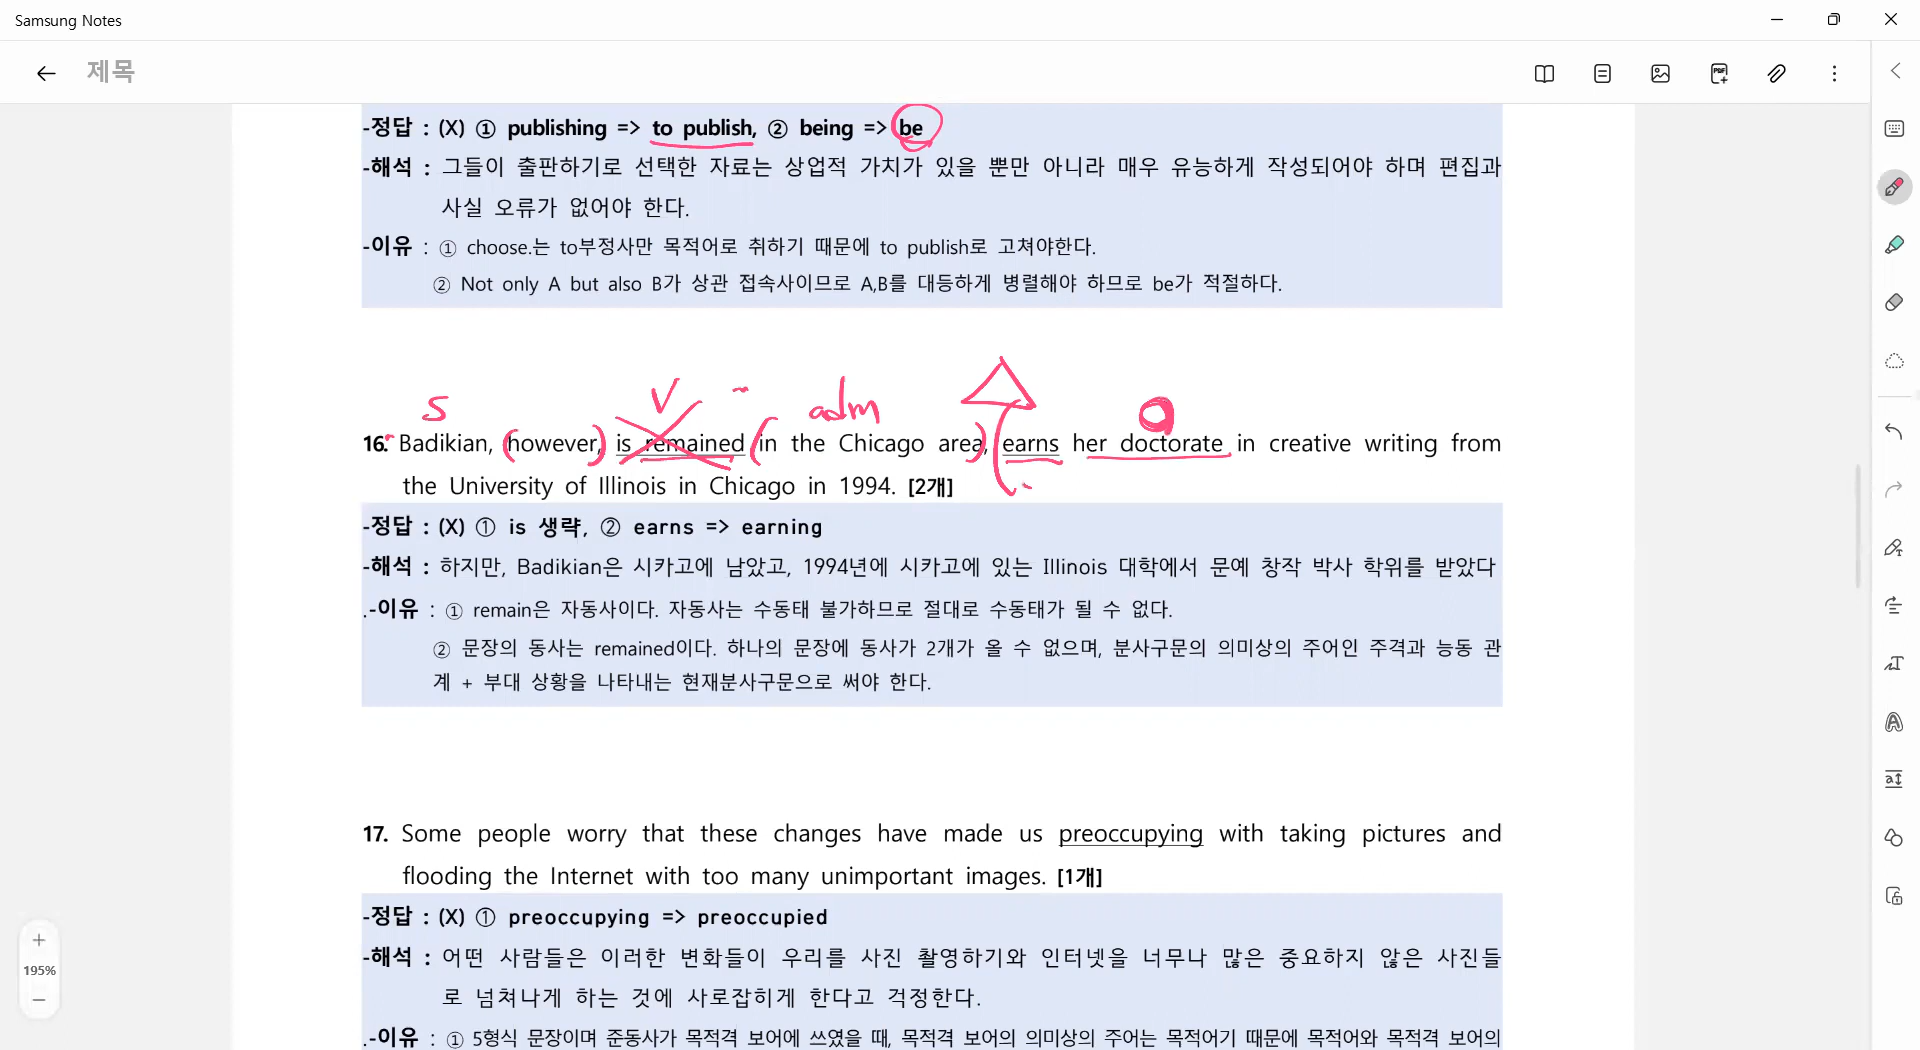 Samsung Notes
제목
-정답 : (X) ① publishing => to publish, ② being => be
-해석 : 그들이 출판하기로 선택한 자료는 상업적 가치가 있을 뿐만 아니라 매우 유능하게 작성되어야 하며 편집과
사실 오류가 없어야 한다.
-이유 : ① choose.는 to부정사만 목적어로 취하기 때문에 to publish로 고쳐야한다.
② Not only A but also B가 상관 접속사이므로 A,B를 대등하게 병렬해야 하므로 be가 적절하다.
S V adm O
16. Badikian, (however,) is remained (in the Chicago area), (earns her doctorate in creative writing from
the University of Illinois in Chicago in 1994. [2개]
-정답 : (X) ① is 생략, ② earns => earning
-해석 : 하지만, Badikian은 시카고에 남았고, 1994년에 시카고에 있는 Illinois 대학에서 문예 창작 박사 학위를 받았다
.-이유 : ① remain은 자동사이다. 자동사는 수동태 불가하므로 절대로 수동태가 될 수 없다.
② 문장의 동사는 remained이다. 하나의 문장에 동사가 2개가 올 수 없으며, 분사구문의 의미상의 주어인 주격과 능동 관
계 + 부대 상황을 나타내는 현재분사구문으로 써야 한다.
17. Some people worry that these changes have made us preoccupying with taking pictures and
flooding the Internet with too many unimportant images. [1개]
-정답 : (X) ① preoccupying => preoccupied
-해석 : 어떤 사람들은 이러한 변화들이 우리를 사진 촬영하기와 인터넷을 너무나 많은 중요하지 않은 사진들
로 넘쳐나게 하는 것에 사로잡히게 한다고 걱정한다.
.-이유 : ① 5형식 문장이며 준동사가 목적격 보어에 쓰였을 때, 목적격 보어의 의미상의 주어는 목적어기 때문에 목적어와 목적격 보어의
195%